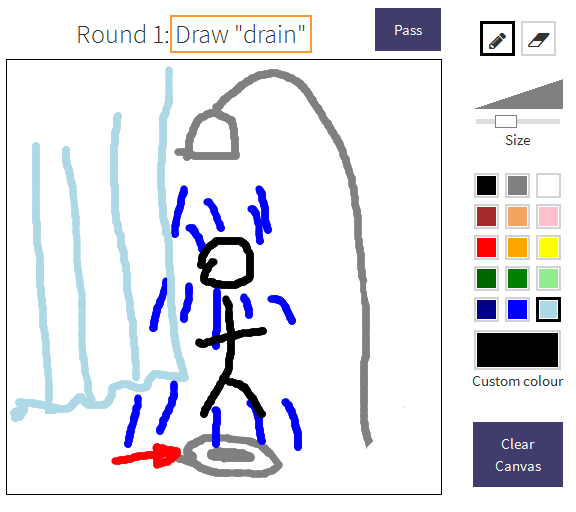 Round 1: Draw "drain"
Pass
Size
Custom colour
Clear
Canvas